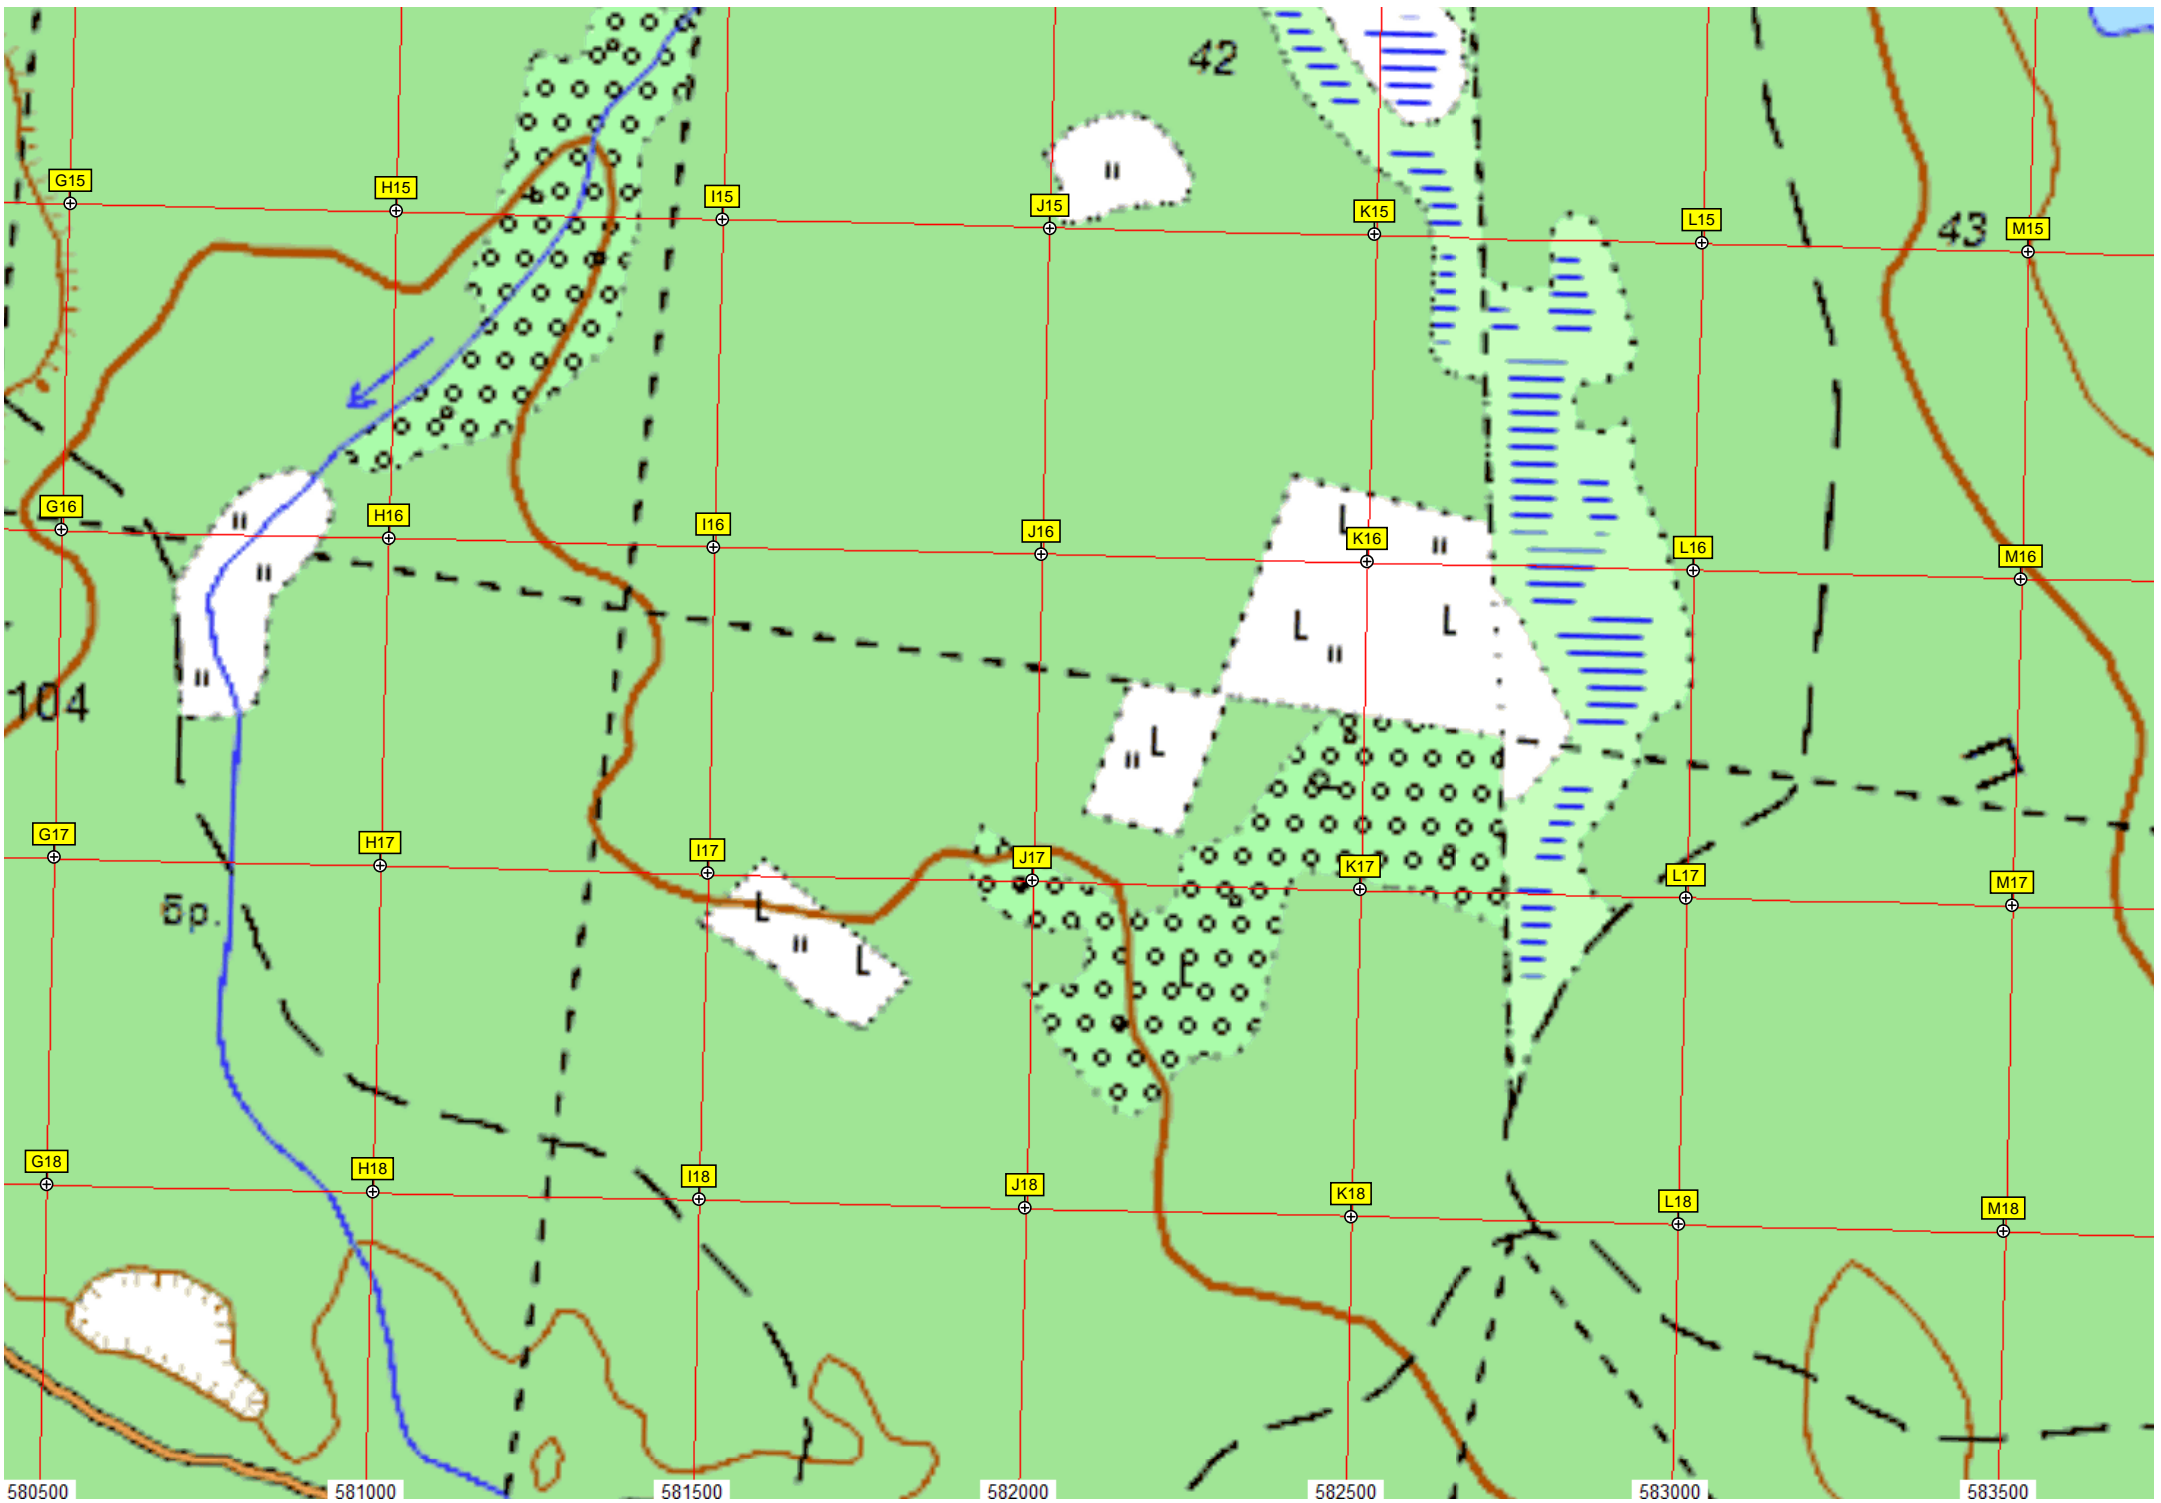 42
G15 H15 I15 J15 K15 L15 43 M15
G16 H16 I16 J16 K16 L16 M16
104
G17 H17 I17 J17 K17 L17 M17
бр.
G18 H18 I18 J18 K18 L18 M18
580500 581000 581500 582000 582500 583000 583500